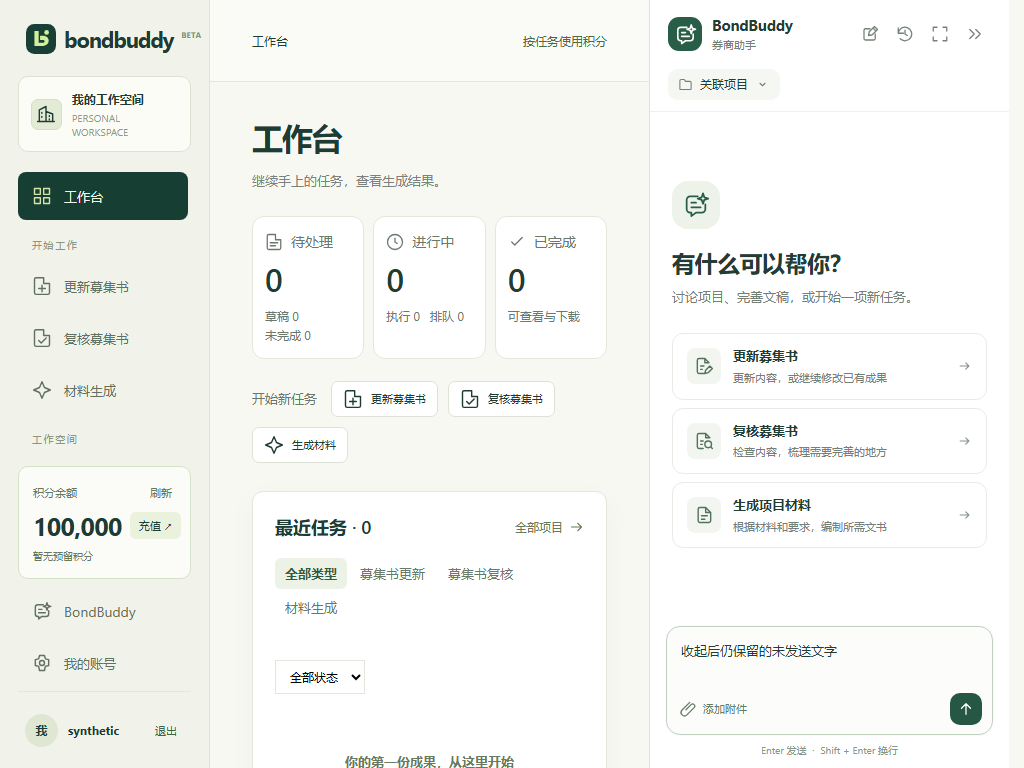 bondbuddy BETA
我的工作空间
PERSONAL
WORKSPACE
工作台
开始工作
更新募集书
复核募集书
材料生成
工作空间
积分余额 刷新
100,000 充值 ↗
暂无预留积分
BondBuddy
我的账号
我 synthetic 退出
工作台 按任务使用积分
工作台
继续手上的任务，查看生成结果。
待处理
0
草稿 0
未完成 0
进行中
0
执行 0 排队 0
已完成
0
可查看与下载
开始新任务 更新募集书 复核募集书
生成材料
最近任务 · 0 全部项目 →
全部类型 募集书更新 募集书复核
材料生成
全部状态
你的第一份成果，从这里开始
BondBuddy
券商助手
关联项目
有什么可以帮你？
讨论项目、完善文稿，或开始一项新任务。
更新募集书
更新内容，或继续修改已有成果
复核募集书
检查内容，梳理需要完善的地方
生成项目材料
根据材料和要求，编制所需文书
收起后仍保留的未发送文字
添加附件
Enter 发送 · Shift + Enter 换行